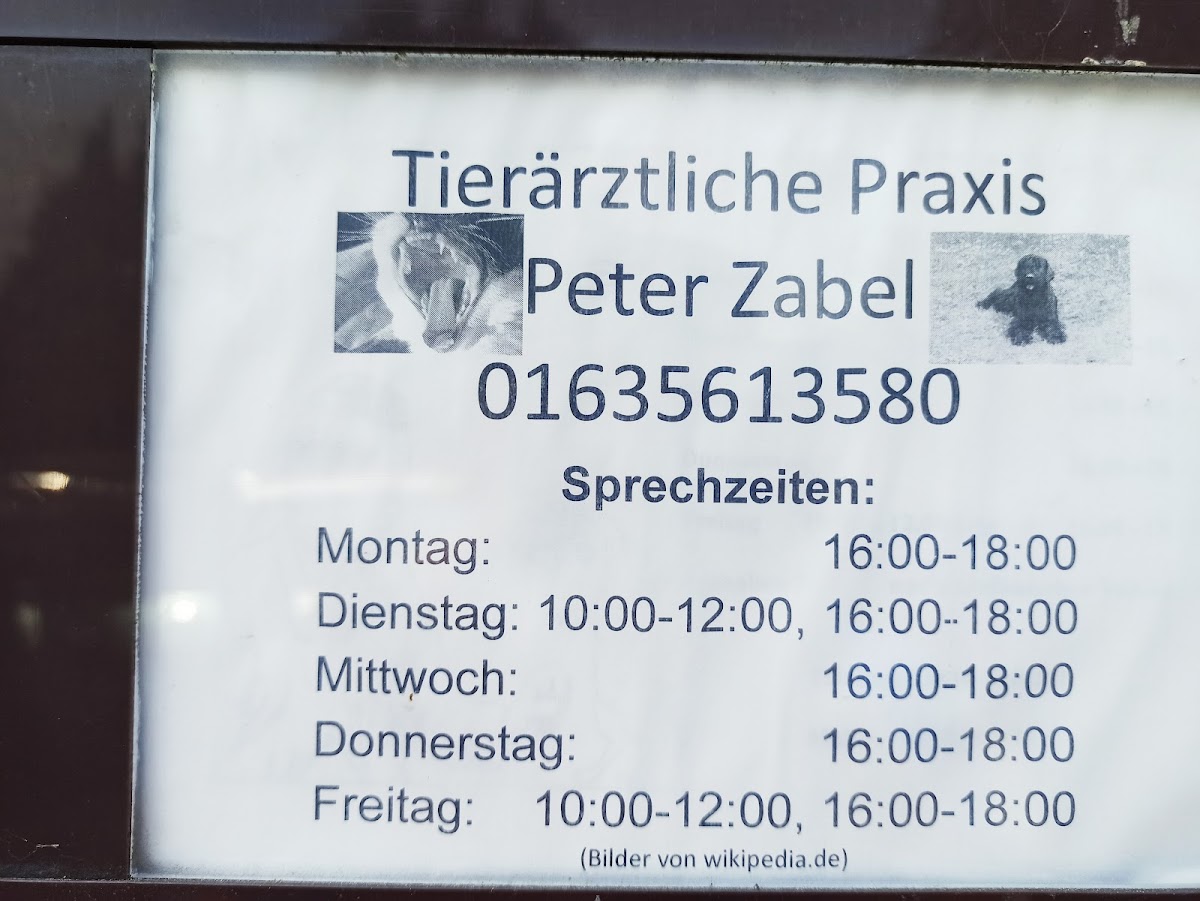 Tierärztliche Praxis
Peter Zabel
01635613580
Sprechzeiten:
Montag: 16:00-18:00
Dienstag: 10:00-12:00, 16:00-18:00
Mittwoch: 16:00-18:00
Donnerstag: 16:00-18:00
Freitag: 10:00-12:00, 16:00-18:00
(Bilder von wikipedia.de)